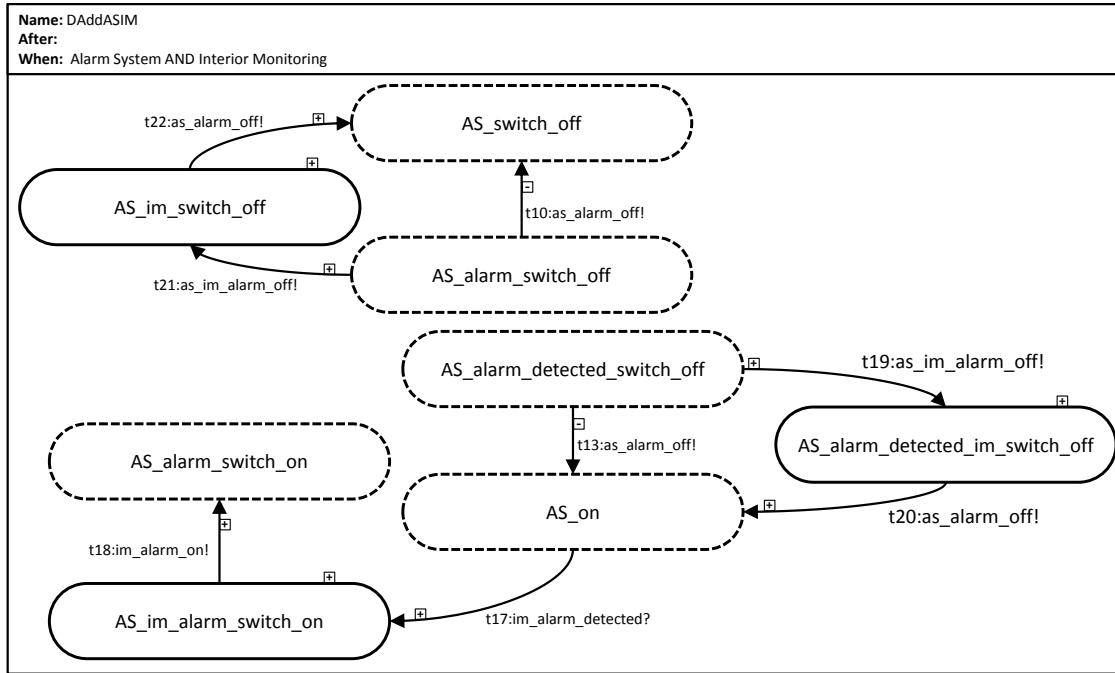 Name: DAddASIM
After:
When: Alarm System AND Interior Monitoring
t22:as_alarm_off!
+
AS_switch_off
+
-
AS_im_switch_off
t10:as_alarm_off!
+
AS_alarm_switch_off
t21:as_im_alarm_off!
AS_alarm_detected_switch_off
+
t19:as_im_alarm_off!
+
-
t13:as_alarm_off!
AS_alarm_detected_im_switch_off
AS_alarm_switch_on
AS_on
+
t20:as_alarm_off!
+
t18:im_alarm_on!
+
AS_im_alarm_switch_on
+
t17:im_alarm_detected?